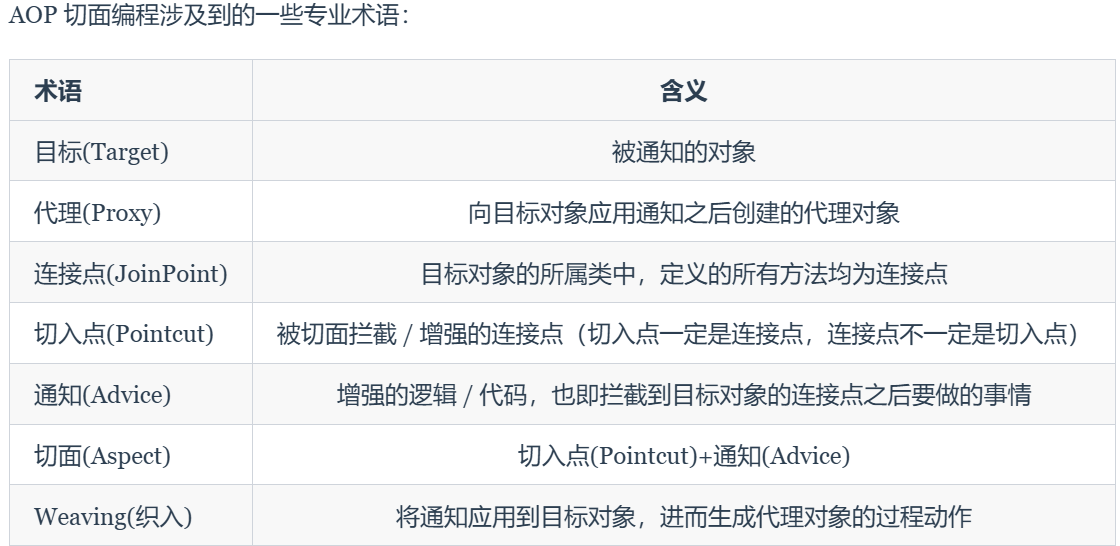 AOP 切面编程涉及到的一些专业术语：
术语 含义
目标(Target) 被通知的对象
代理(Proxy) 向目标对象应用通知之后创建的代理对象
连接点(JoinPoint) 目标对象的所属类中，定义的所有方法均为连接点
切入点(Pointcut) 被切面拦截 / 增强的连接点（切入点一定是连接点，连接点不一定是切入点）
通知(Advice) 增强的逻辑 / 代码，也即拦截到目标对象的连接点之后要做的事情
切面(Aspect) 切入点(Pointcut)+通知(Advice)
Weaving(织入) 将通知应用到目标对象，进而生成代理对象的过程动作